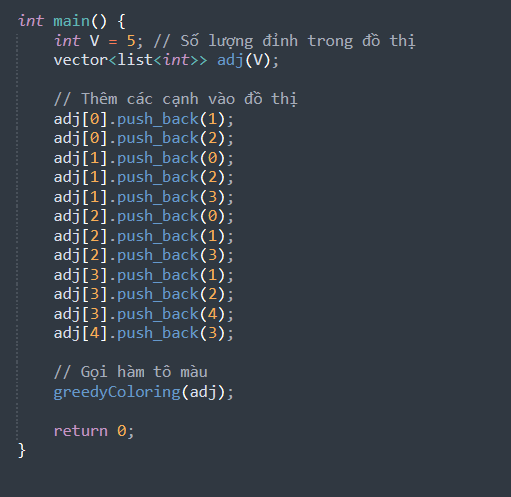 int main() {
    int V = 5; // Số lượng đỉnh trong đồ thị
    vector<list<int>> adj(V);

    // Thêm các cạnh vào đồ thị
    adj[0].push_back(1);
    adj[0].push_back(2);
    adj[1].push_back(0);
    adj[1].push_back(2);
    adj[1].push_back(3);
    adj[2].push_back(0);
    adj[2].push_back(1);
    adj[2].push_back(3);
    adj[3].push_back(1);
    adj[3].push_back(2);
    adj[3].push_back(4);
    adj[4].push_back(3);

    // Gọi hàm tô màu
    greedyColoring(adj);

    return 0;
}